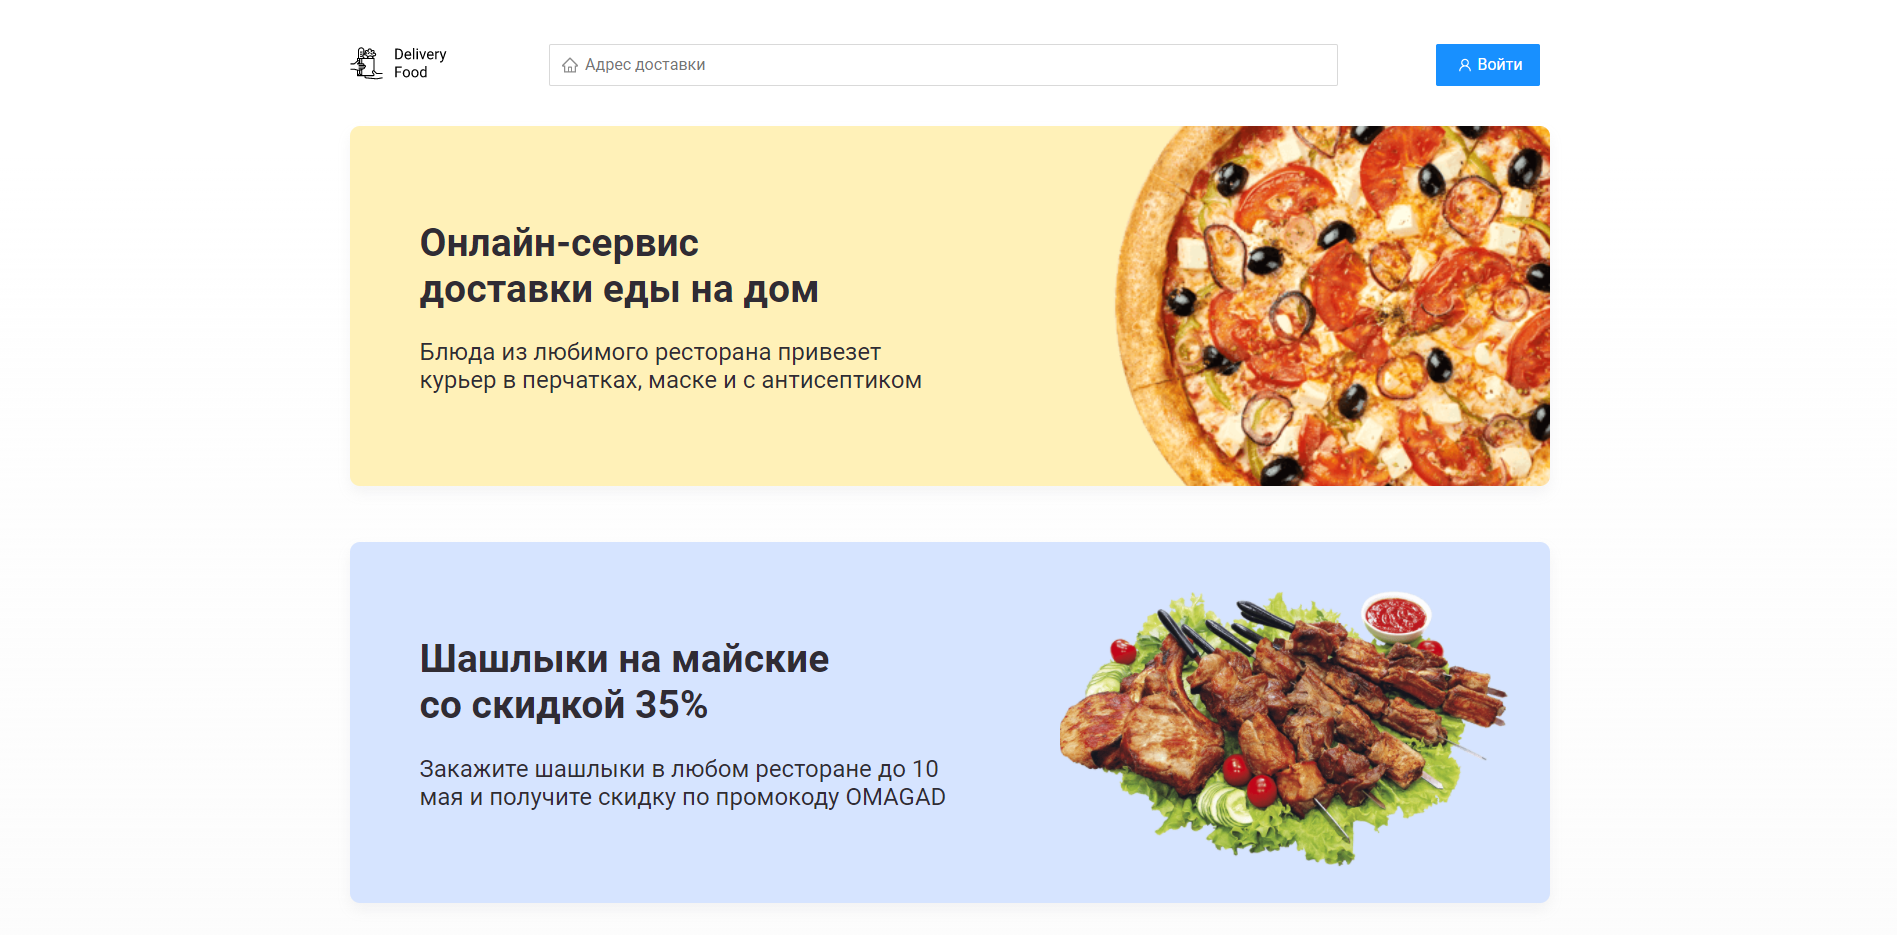 Delivery
Food
Адрес доставки
Войти
Онлайн-сервис
доставки еды на дом
Блюда из любимого ресторана привезет
курьер в перчатках, маске и с антисептиком
Шашлыки на майские
со скидкой 35%
Закажите шашлыки в любом ресторане до 10
мая и получите скидку по промокоду OMAGAD